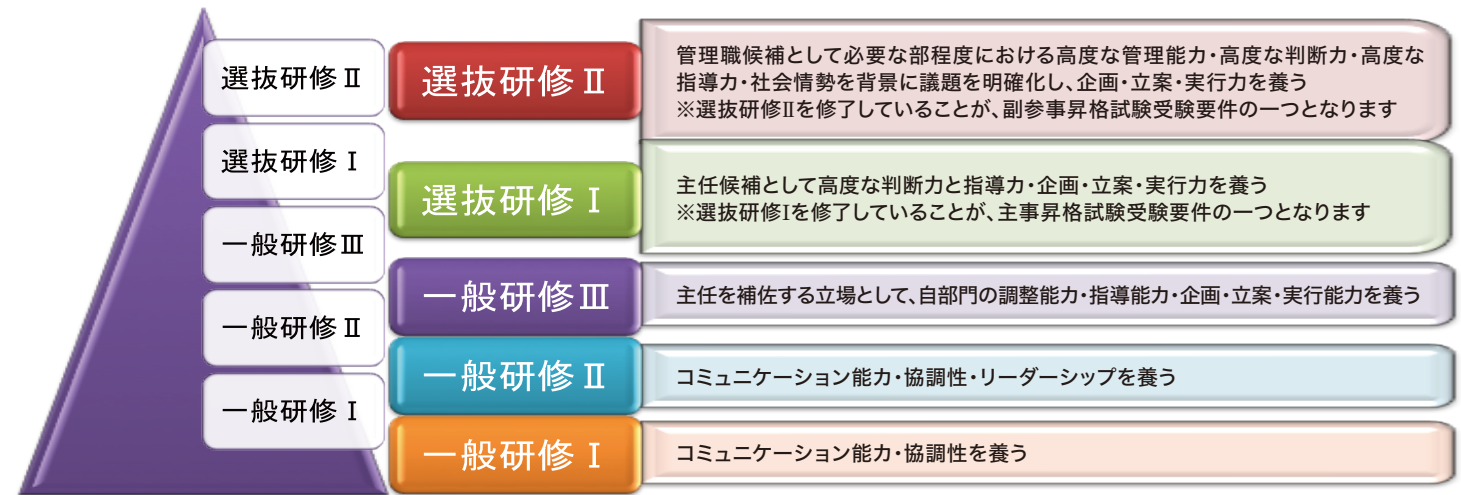 選抜研修Ⅱ
選抜研修Ⅰ
一般研修Ⅲ
一般研修Ⅱ
一般研修Ⅰ
選抜研修Ⅱ
管理職候補として必要な部程度における高度な管理能力・高度な判断力・高度な
指導力・社会情勢を背景に議題を明確化し、企画・立案・実行力を養う
※選抜研修Ⅱを修了していることが、副参事昇格試験受験要件の一つとなります
選抜研修Ⅰ
主任候補として高度な判断力と指導力・企画・立案・実行力を養う
※選抜研修Ⅰを修了していることが、主事昇格試験受験要件の一つとなります
一般研修Ⅲ
主任を補佐する立場として、自部門の調整能力・指導能力・企画・立案・実行能力を養う
一般研修Ⅱ
コミュニケーション能力・協調性・リーダーシップを養う
一般研修Ⅰ
コミュニケーション能力・協調性を養う